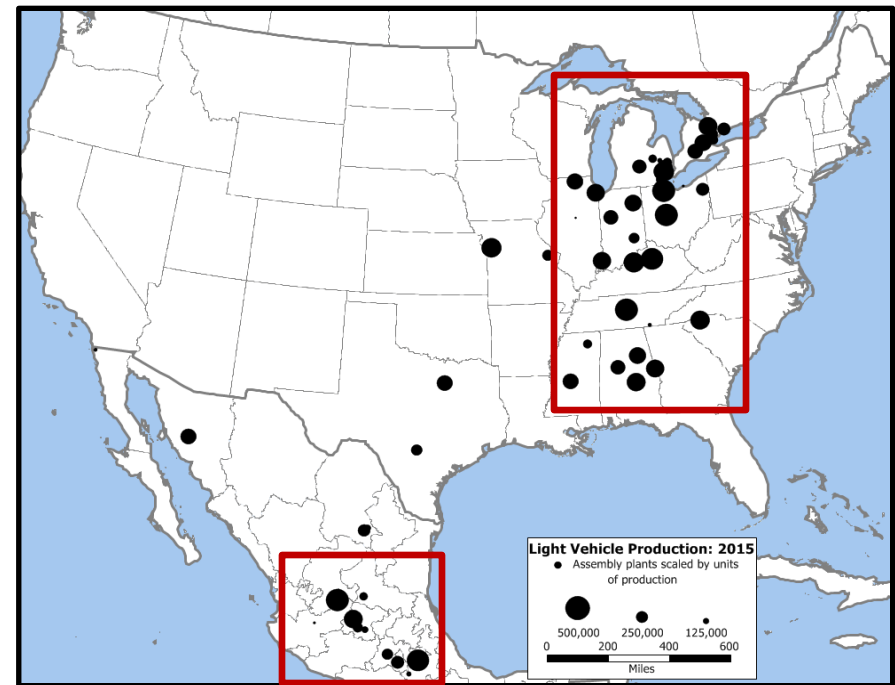 Light Vehicle Production: 2015
Assembly plants scaled by units
of production
500,000 250,000 125,000
0 200 400 600
Miles